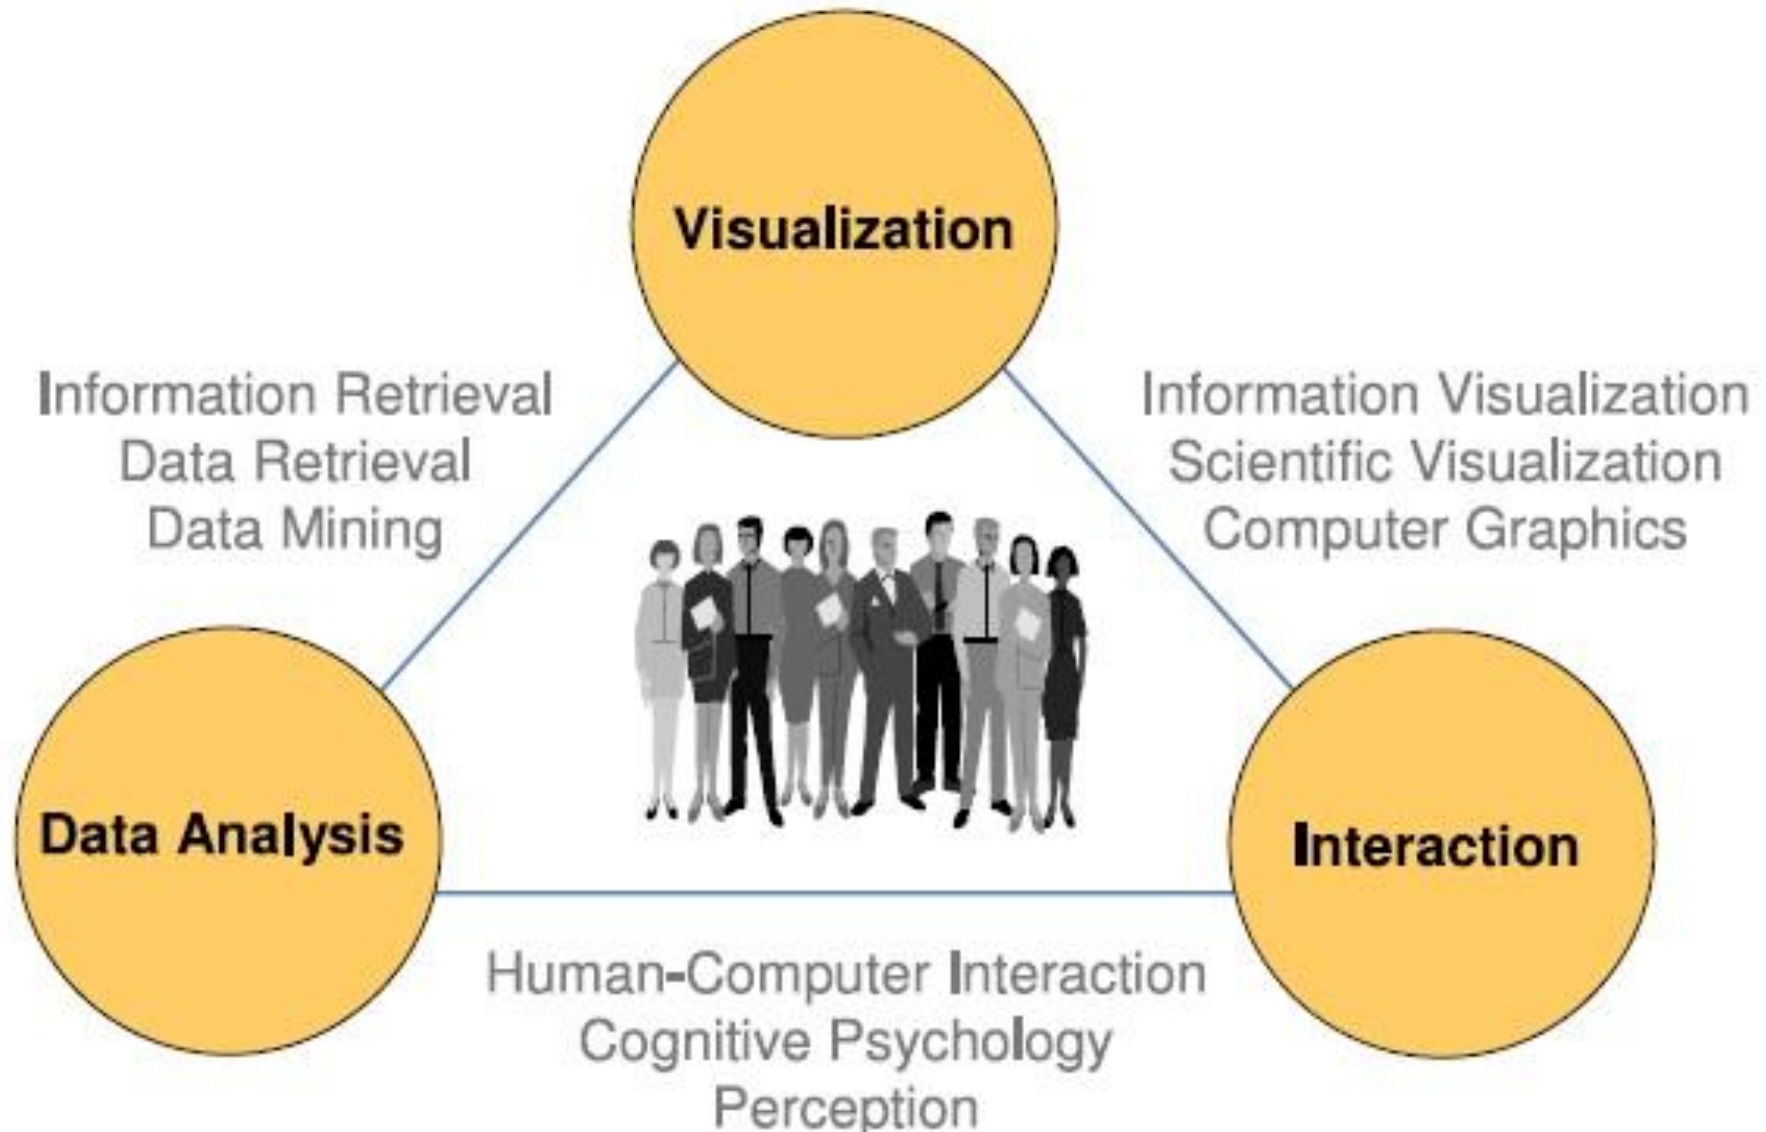 Visualization
Information Retrieval
Data Retrieval
Data Mining
Information Visualization
Scientific Visualization
Computer Graphics
Data Analysis
Interaction
Human-Computer Interaction
Cognitive Psychology
Perception